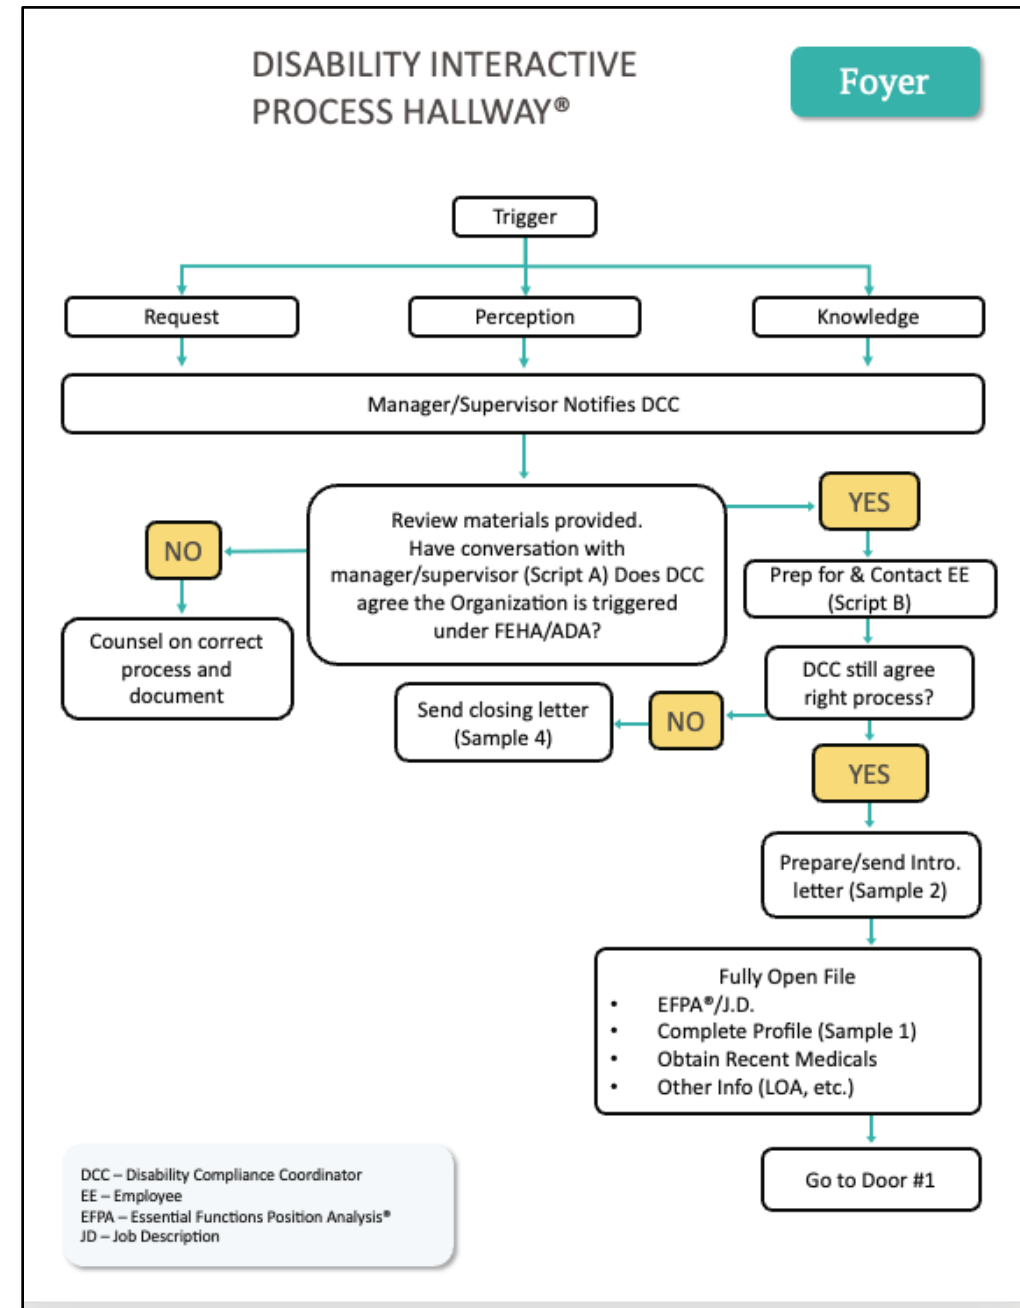 DISABILITY INTERACTIVE
PROCESS HALLWAY®
Foyer
Trigger
Request
Perception
Knowledge
Manager/Supervisor Notifies DCC
Review materials provided.
Have conversation with
manager/supervisor (Script A) Does DCC
agree the Organization is triggered
under FEHA/ADA?
YES
NO
Prep for & Contact EE
(Script B)
Counsel on correct
process and
document
DCC still agree
right process?
Send closing letter
(Sample 4)
NO
YES
Prepare/send Intro.
letter (Sample 2)
Fully Open File
• EFPA®/J.D.
• Complete Profile (Sample 1)
• Obtain Recent Medicals
• Other Info (LOA, etc.)
Go to Door #1
DCC – Disability Compliance Coordinator
EE – Employee
EFPA – Essential Functions Position Analysis®
JD – Job Description